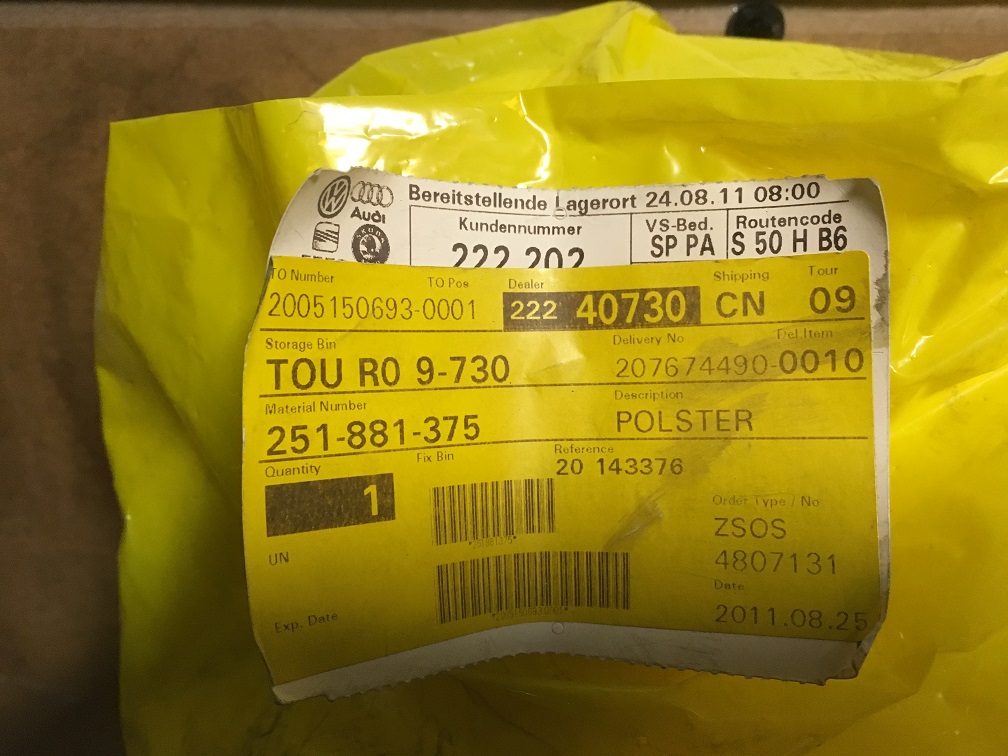 Bereitstellende Lagerort 24.08.11 08:00
Audi
Kundennummer VS-Bed. Routencode
222 202 SP PA S 50 H B6
TO Number TO Pos Dealer Shipping Tour
2005150693-0001 222 40730 CN 09
Storage Bin Delivery No Del.Item
TOU R0 9-730 207674490-0010
Material Number Description
251-881-375 POLSTER
Quantity Fix Bin Reference
1 20 143376
Order Type / No
UN ZSOS
4807131
Date
Exp. Date 2011.08.25